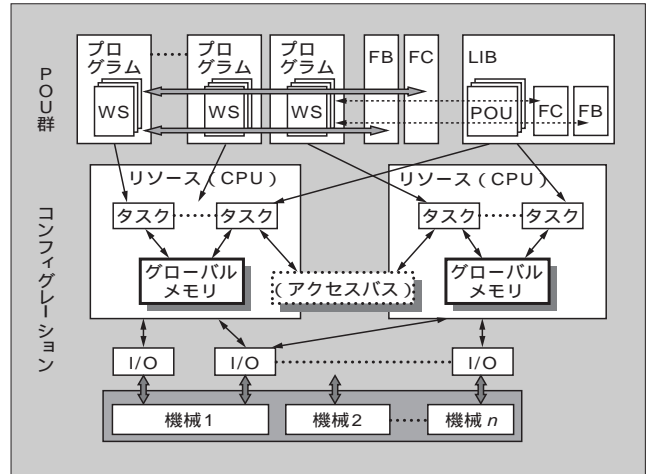 POU群
プログラム
WS
プログラム
WS
プログラム
WS
FB
FC
LIB
POU
FC
FB
コンフィグレーション
リソース（CPU）
タスク
タスク
グローバル
メモリ
（アクセスパス）
リソース（CPU）
タスク
タスク
グローバル
メモリ
I/O
I/O
I/O
機械1
機械2
機械n